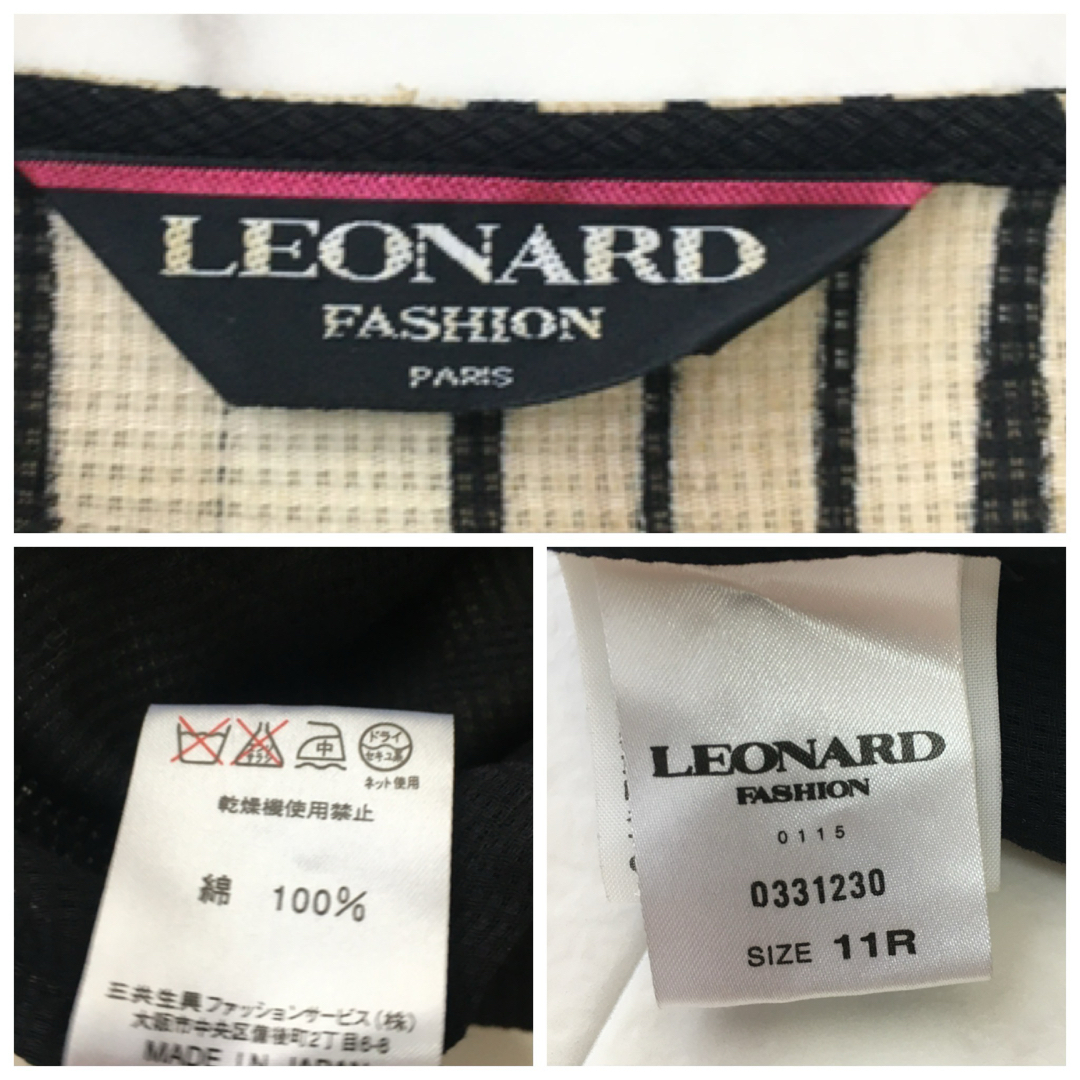 LEONARD
FASHION
PARIS
中
ドライ
セキユ系
ネット使用
乾燥機使用禁止
綿 100%
三共生興ファッションサービス(株)
大阪市中央区備後町2丁目6-8
MADE IN JAPAN
LEONARD
FASHION
0115
0331230
SIZE 11R